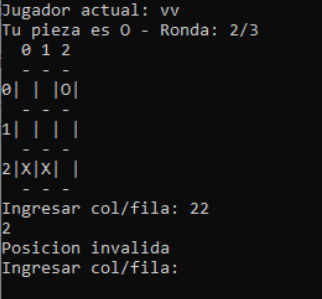 Jugador actual: vv
Tu pieza es O - Ronda: 2/3
  0 1 2
  - - -
0| | |O|
  - - -
1| | | |
  - - -
2|X|X| |
  - - -
Ingresar col/fila: 22
2
Posicion invalida
Ingresar col/fila: